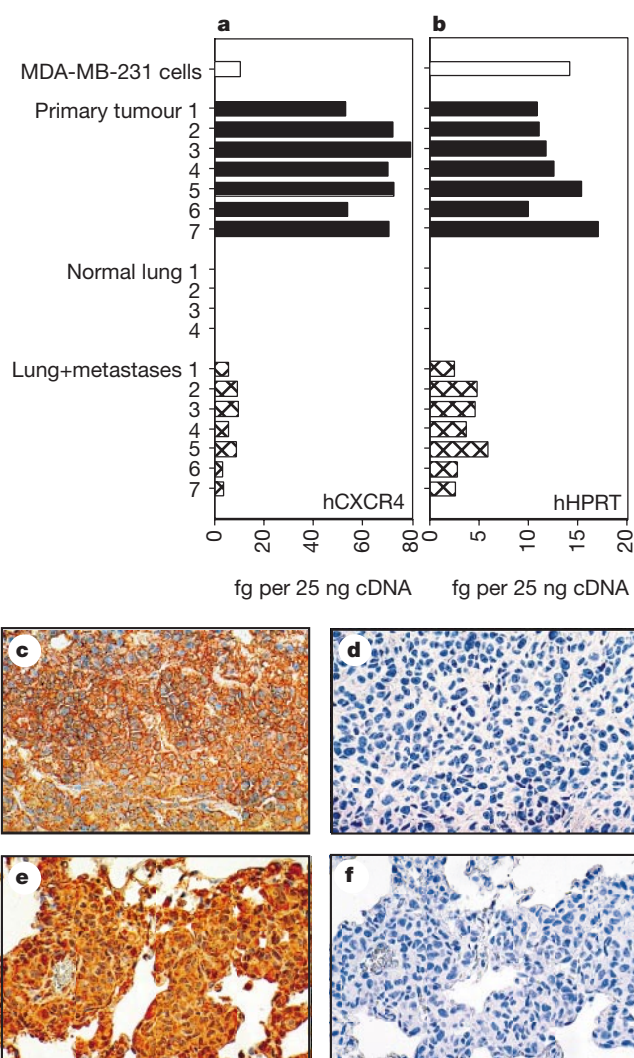 a b
MDA-MB-231 cells
Primary tumour 1
2
3
4
5
6
7
Normal lung 1
2
3
4
Lung+metastases 1
2
3
4
5
6
7
hCXCR4 hHPRT
0 20 40 60 80 0 5 10 15 20
fg per 25 ng cDNA fg per 25 ng cDNA
c d
e f